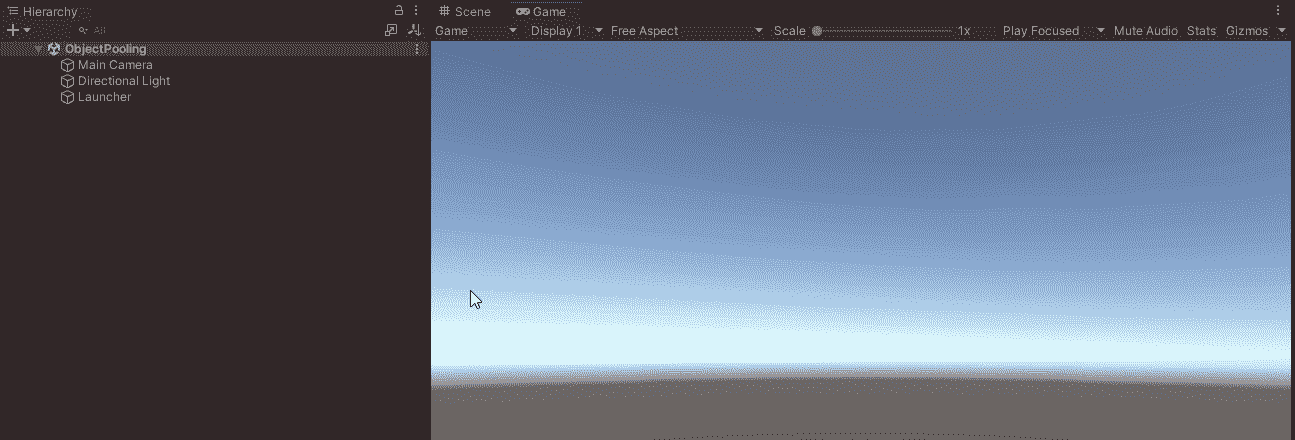 Hierarchy
All
ObjectPooling
Main Camera
Directional Light
Launcher
Scene Game
Game Display 1 Free Aspect Scale 1x Play Focused Mute Audio Stats Gizmos